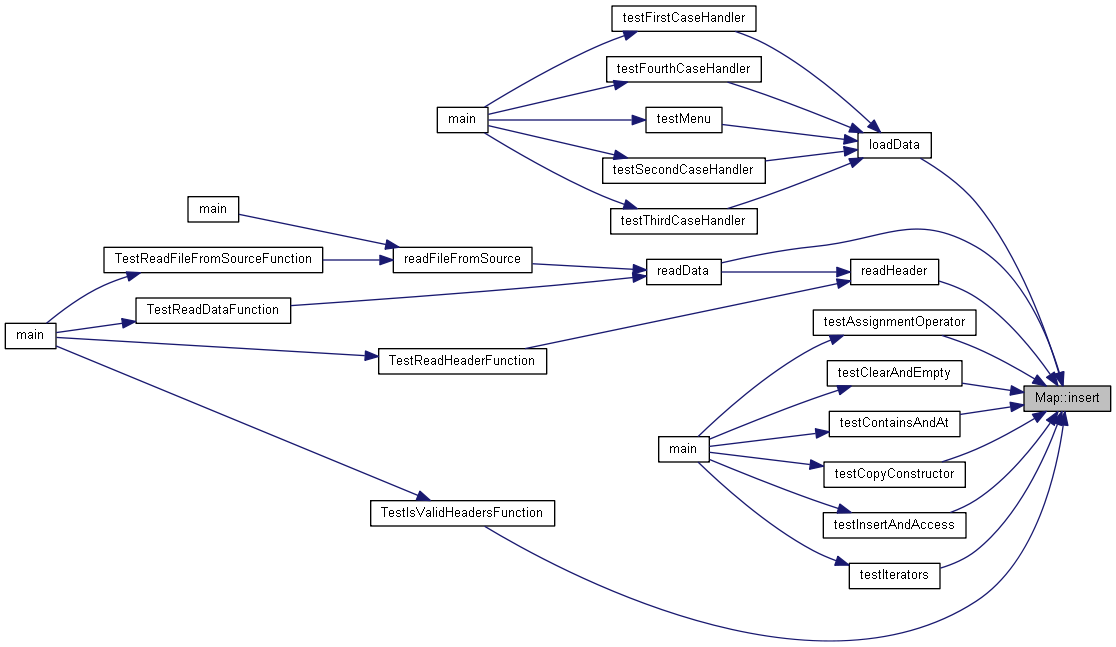 testFirstCaseHandler
testFourthCaseHandler
main
testMenu
loadData
testSecondCaseHandler
main
testThirdCaseHandler
TestReadFileFromSourceFunction
readFileFromSource
readData
readHeader
TestReadDataFunction
main
testAssignmentOperator
TestReadHeaderFunction
testClearAndEmpty
Map::insert
testContainsAndAt
main
testCopyConstructor
TestIsValidHeadersFunction
testInsertAndAccess
testIterators